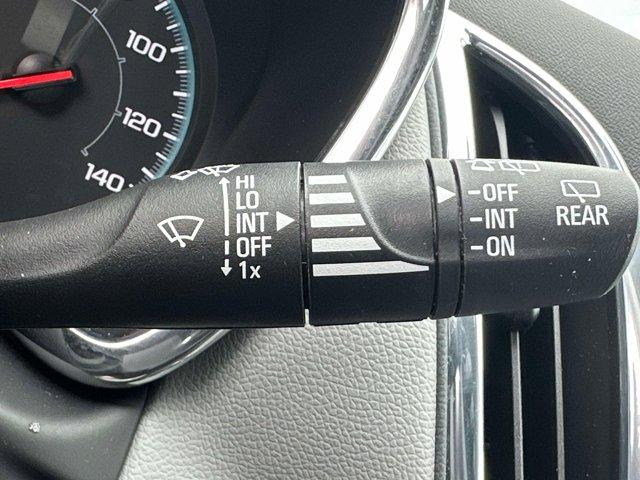 100
120
140
HI
LO
INT
OFF
1x
OFF
INT
ON
REAR